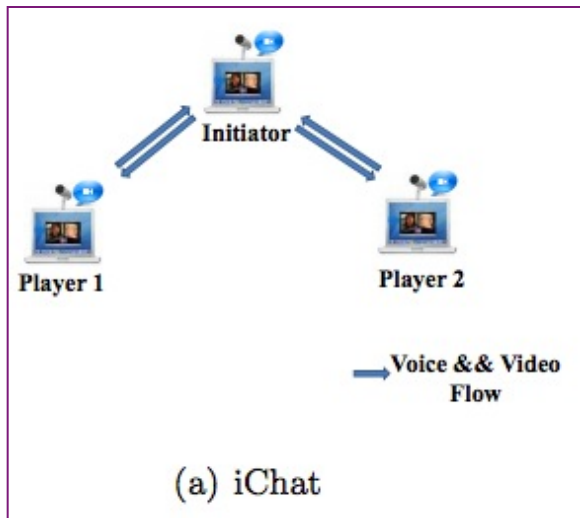 Initiator
Player 1
Player 2
Voice && Video
Flow
(a) iChat